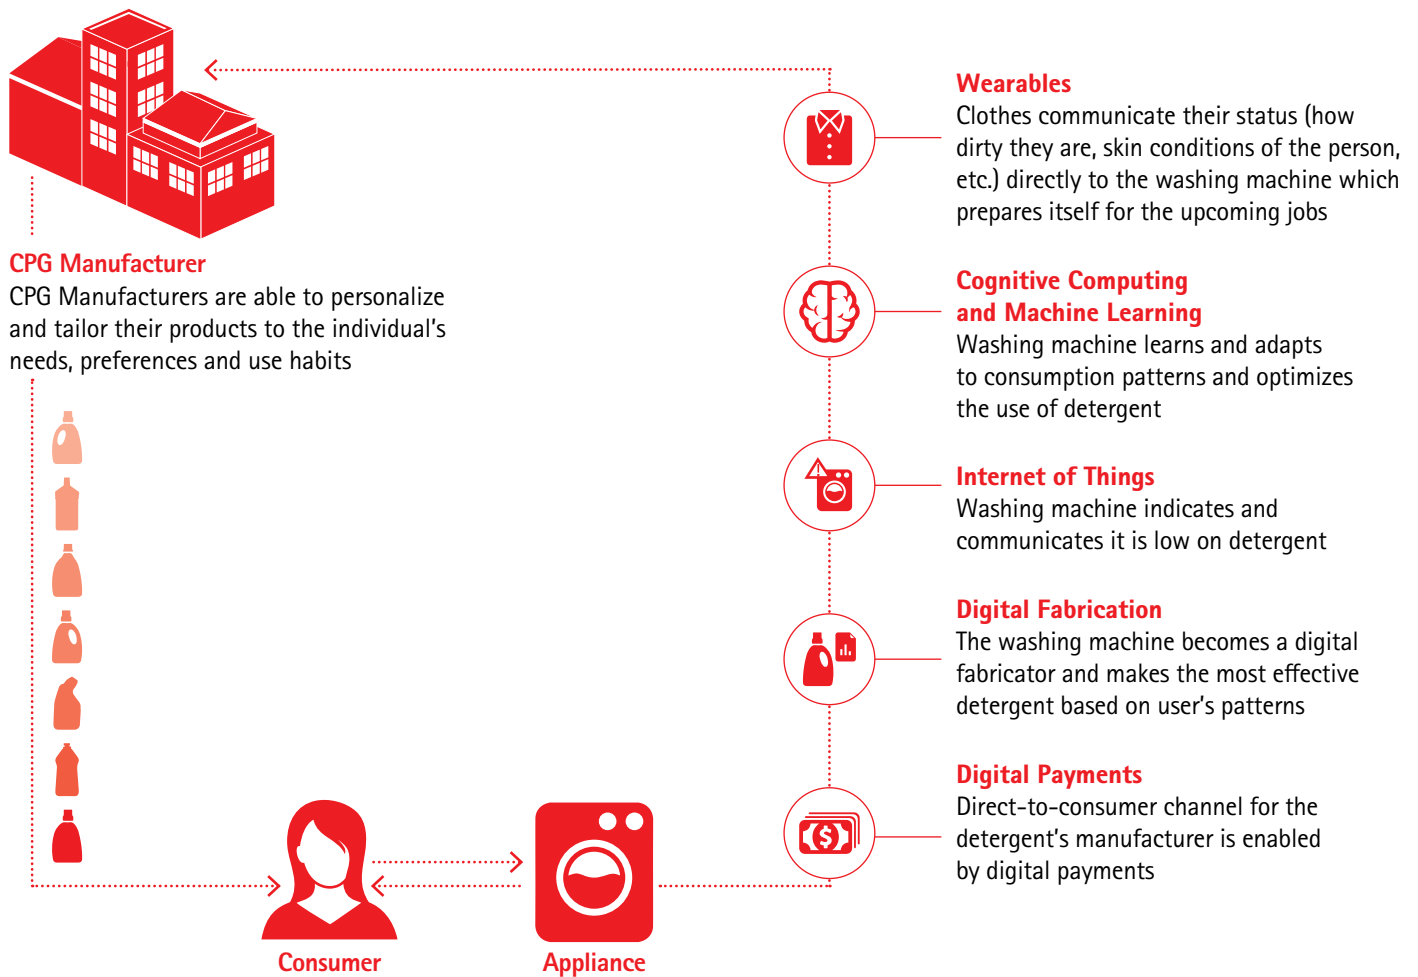 CPG Manufacturer
CPG Manufacturers are able to personalize
and tailor their products to the individual's
needs, preferences and use habits
Wearables
Clothes communicate their status (how
dirty they are, skin conditions of the person,
etc.) directly to the washing machine which
prepares itself for the upcoming jobs
Cognitive Computing
and Machine Learning
Washing machine learns and adapts
to consumption patterns and optimizes
the use of detergent
Internet of Things
Washing machine indicates and
communicates it is low on detergent
Digital Fabrication
The washing machine becomes a digital
fabricator and makes the most effective
detergent based on user's patterns
Digital Payments
Direct-to-consumer channel for the
detergent's manufacturer is enabled
by digital payments
$
Consumer
Appliance